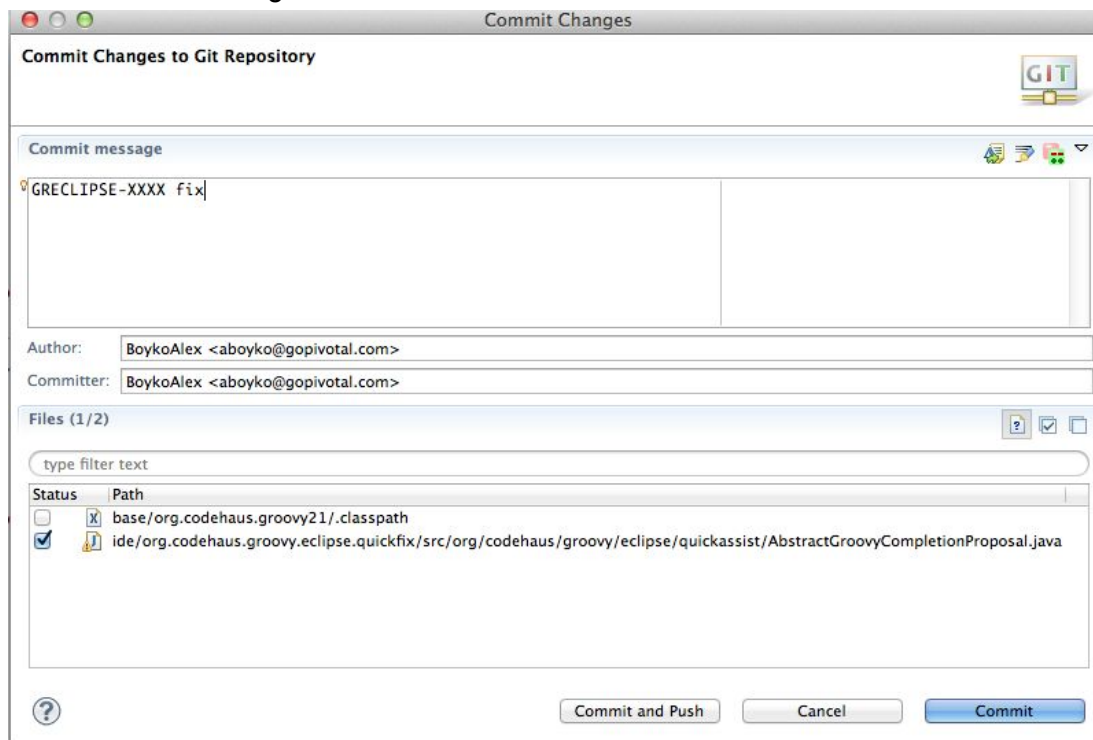 Commit Changes
Commit Changes to Git Repository
GIT
Commit message
GRECLIPSE-XXXX fix
Author: BoykoAlex <aboyko@gopivotal.com>
Committer: BoykoAlex <aboyko@gopivotal.com>
Files (1/2)
type filter text
Status Path
base/org.codehaus.groovy21/.classpath
ide/org.codehaus.groovy.eclipse.quickfix/src/org/codehaus/groovy/eclipse/quickassist/AbstractGroovyCompletionProposal.java
? Commit and Push Cancel Commit